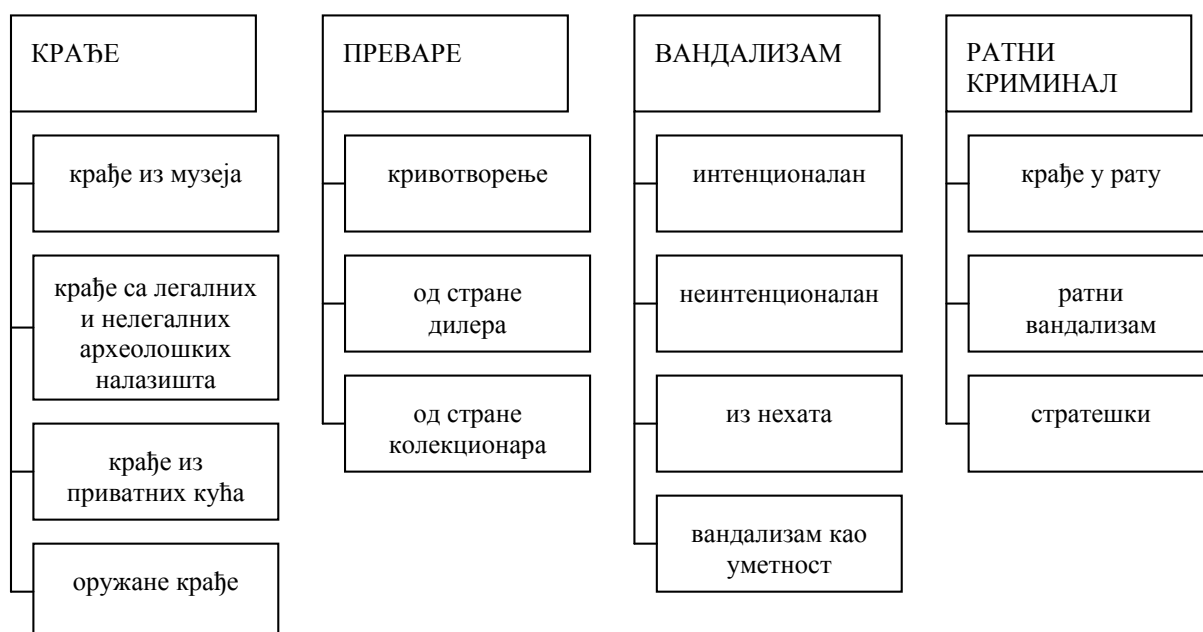 КРАЂЕ
крађе из музеја
крађе са легалних
и нелегалних
археолошких
налазишта
крађе из
приватних кућа
оружане крађе
ПРЕВАРЕ
кривотворење
од стране
дилера
од стране
колекционара
ВАНДАЛИЗАМ
интенционалан
неинтенционалан
из нехата
вандализам као
уметност
РАТНИ
КРИМИНАЛ
крађе у рату
ратни
вандализам
стратешки